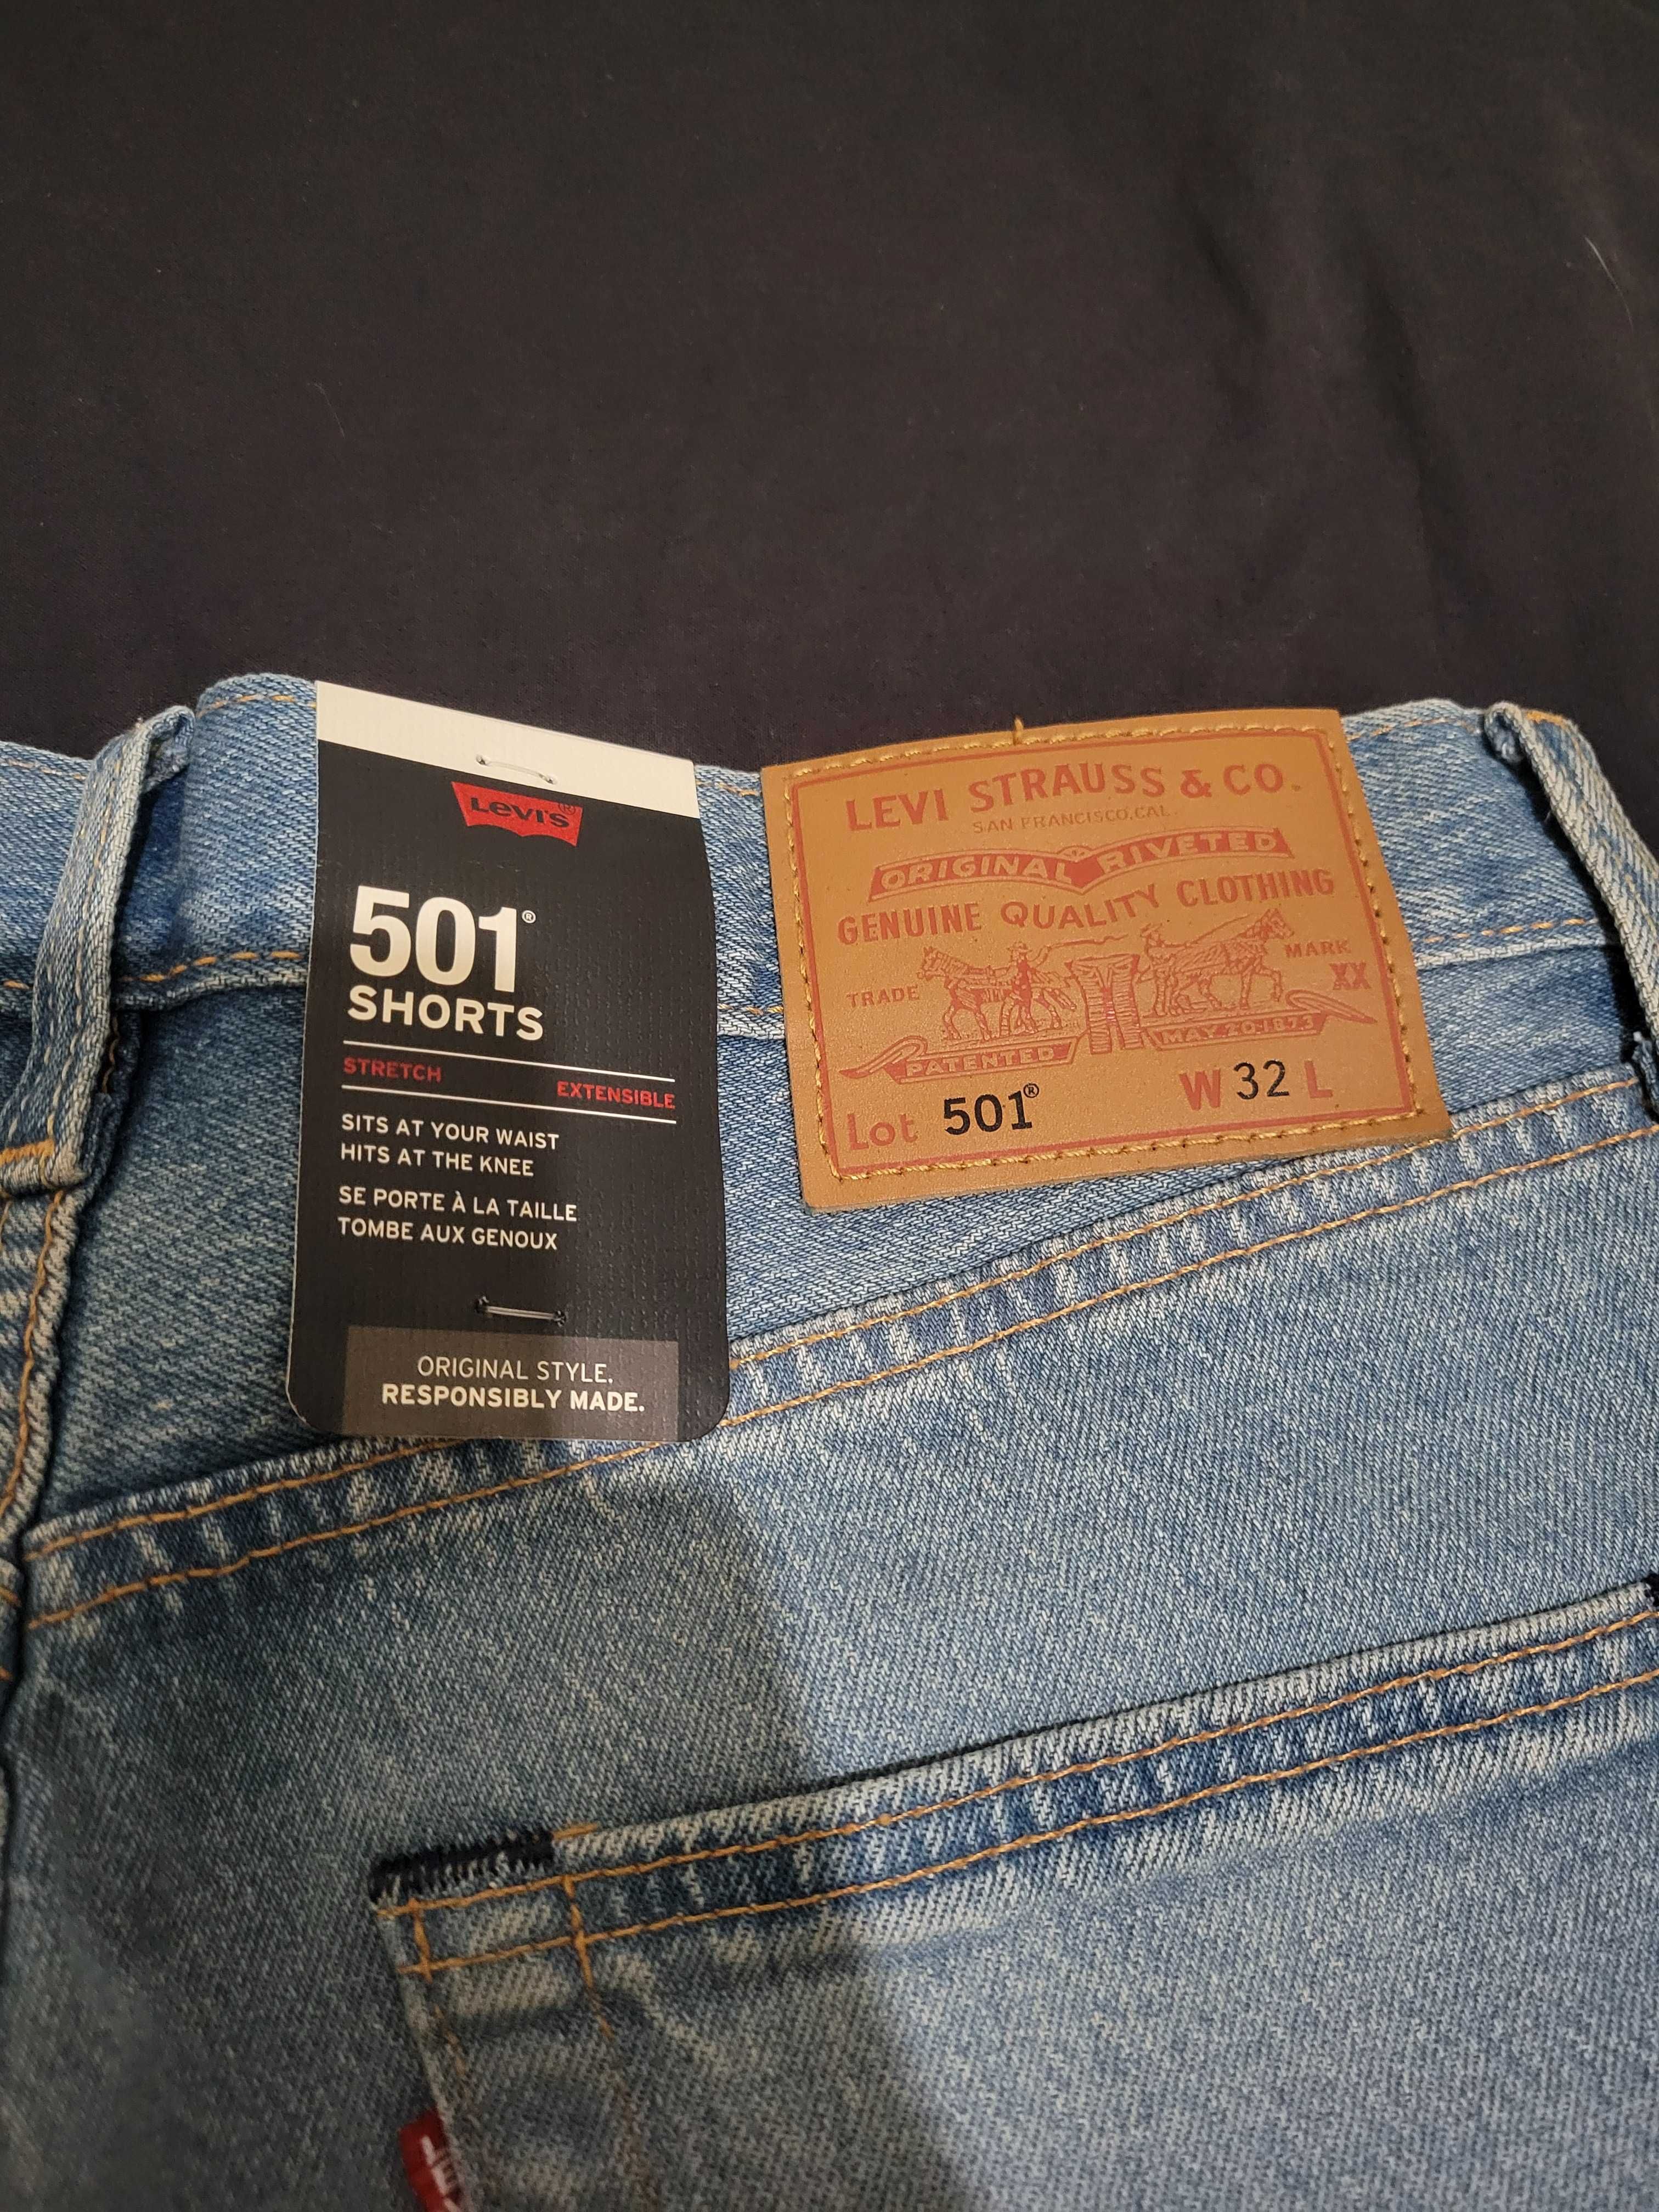 Levi's®
501®
SHORTS
STRETCH
EXTENSIBLE
SITS AT YOUR WAIST
HITS AT THE KNEE
SE PORTE À LA TAILLE
TOMBE AUX GENOUX
ORIGINAL STYLE.
RESPONSIBLY MADE.
LEVI STRAUSS & CO.
SAN FRANCISCO, CAL.
ORIGINAL RIVETED
GENUINE QUALITY CLOTHING
TRADE MARK
XX
PATENTED MAY 20 1873
Lot 501® W 32 L